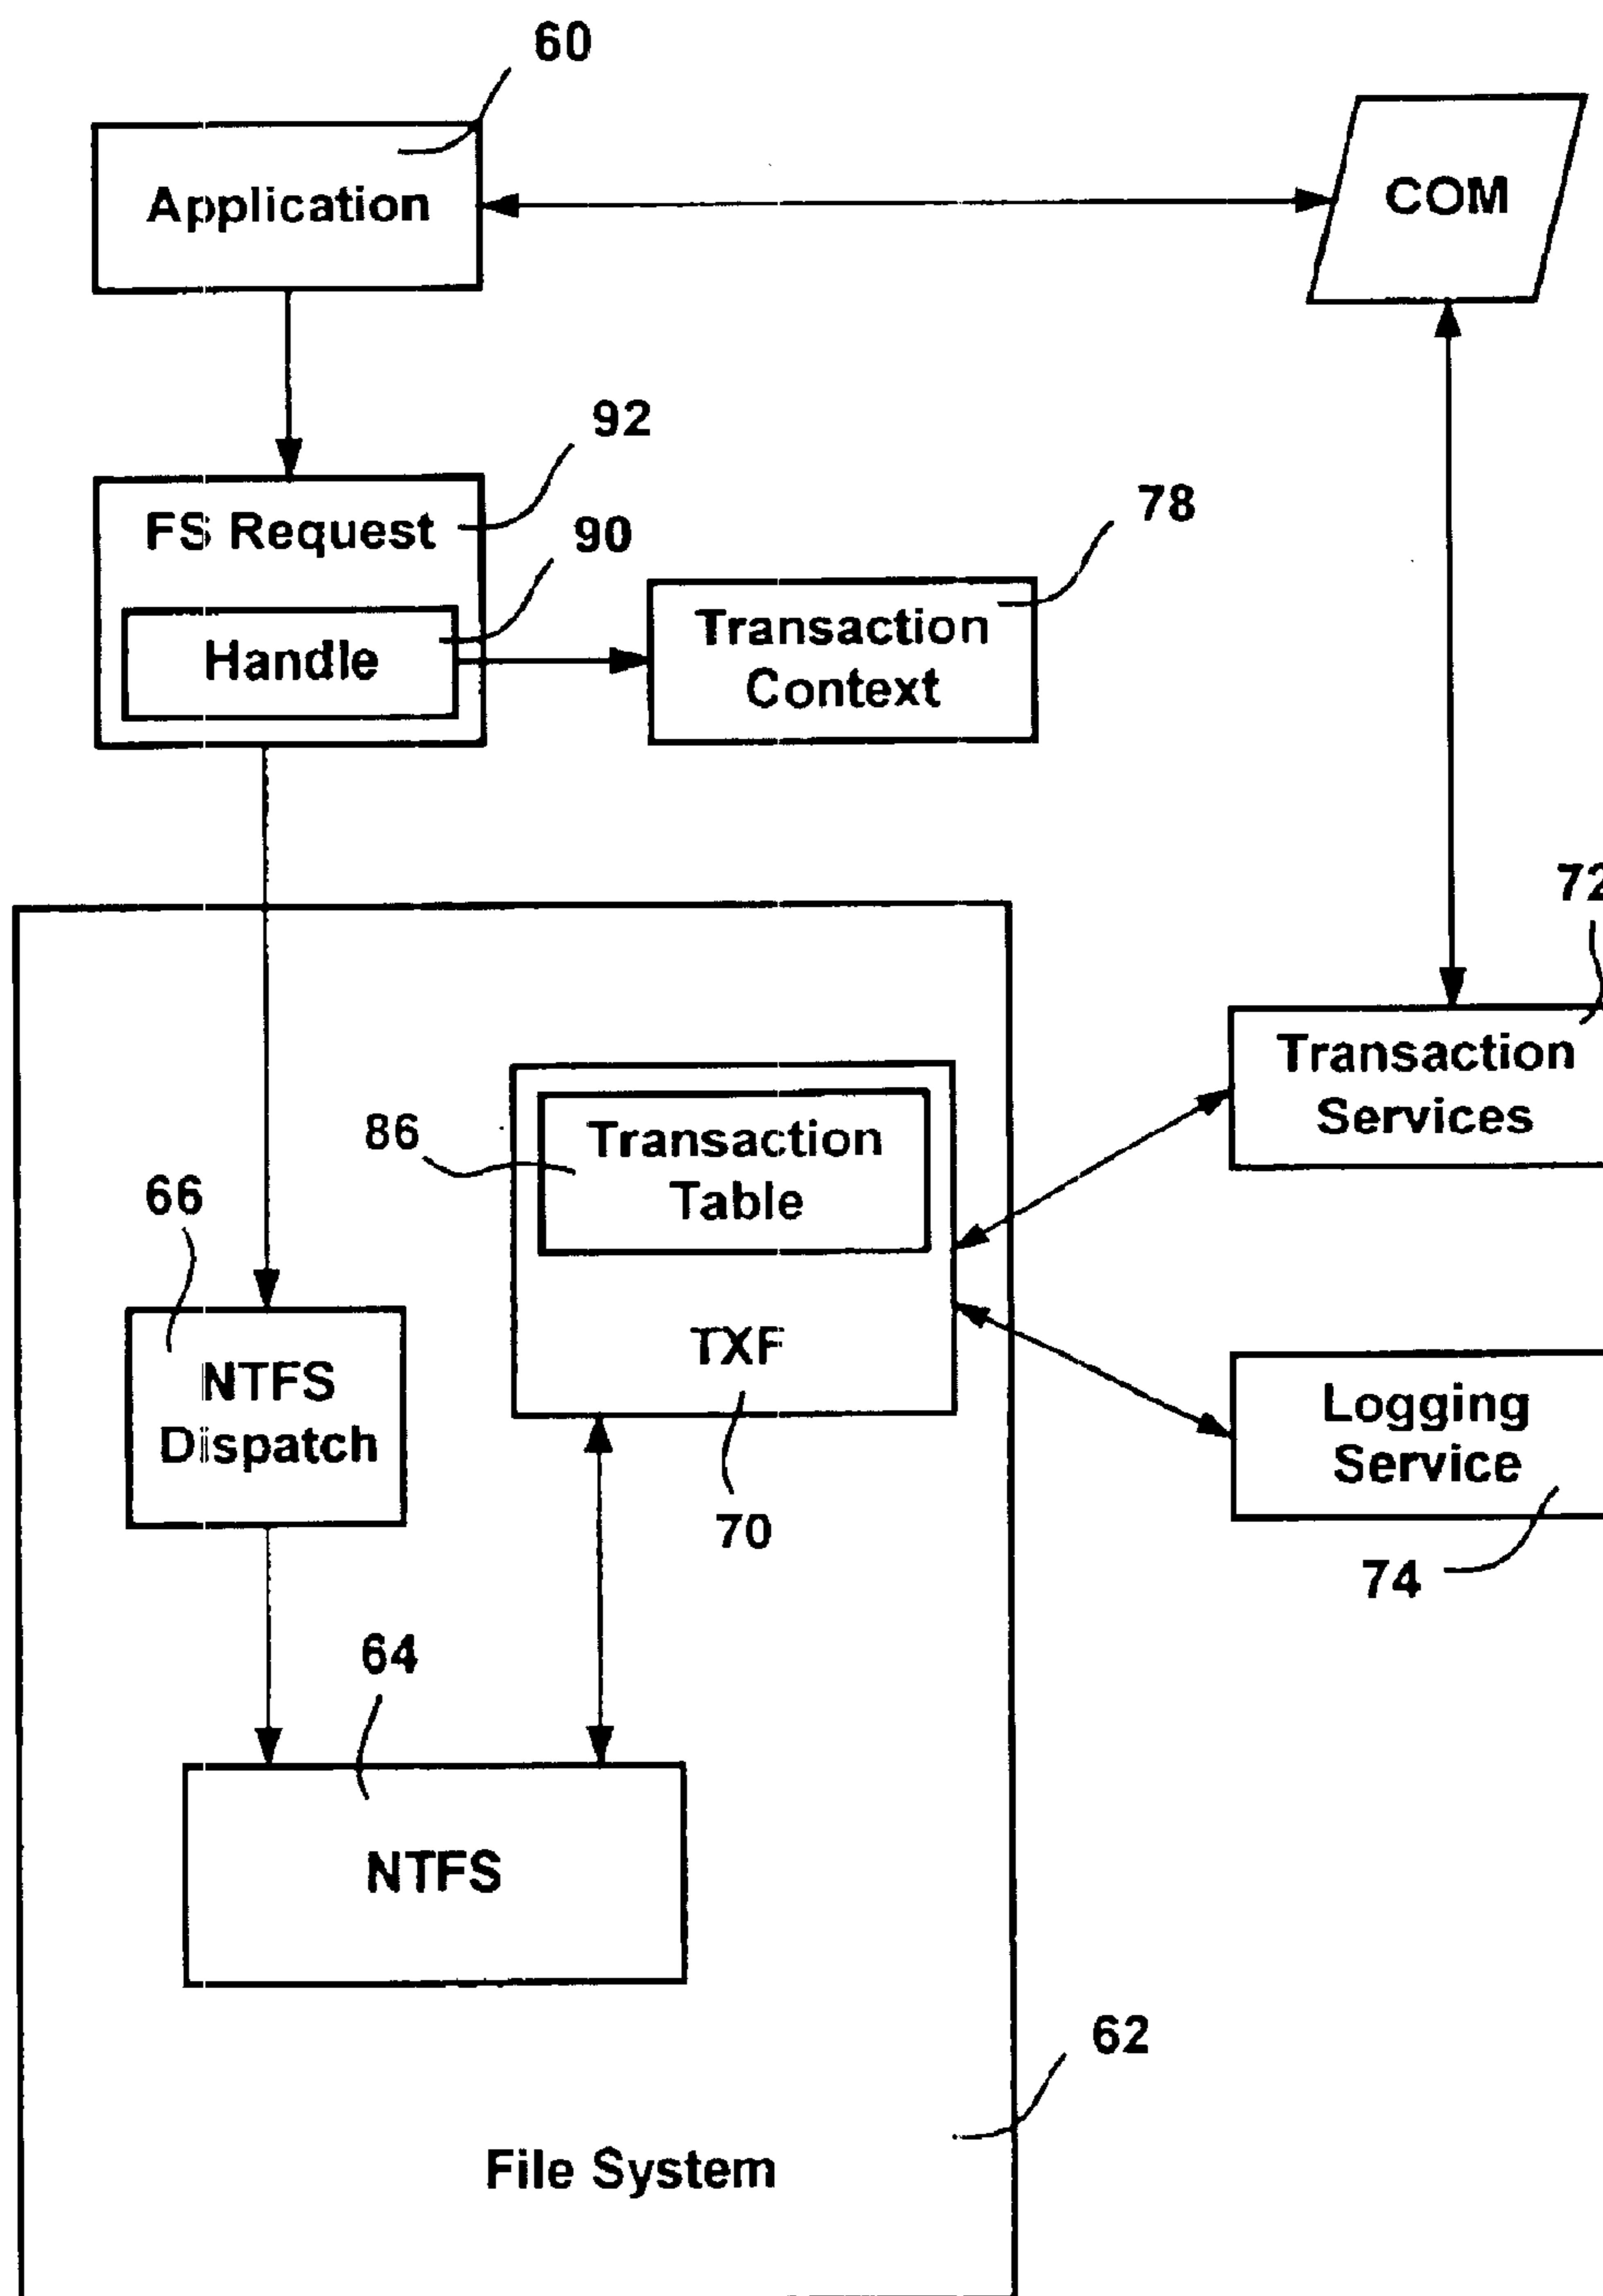 60
Application
COM
92
FS Request
90
78
Handle
Transaction
Context
72
Transaction
Services
86
Transaction
Table
66
TXF
NTFS
Dispatch
Logging
Service
70
74
64
NTFS
62
File System